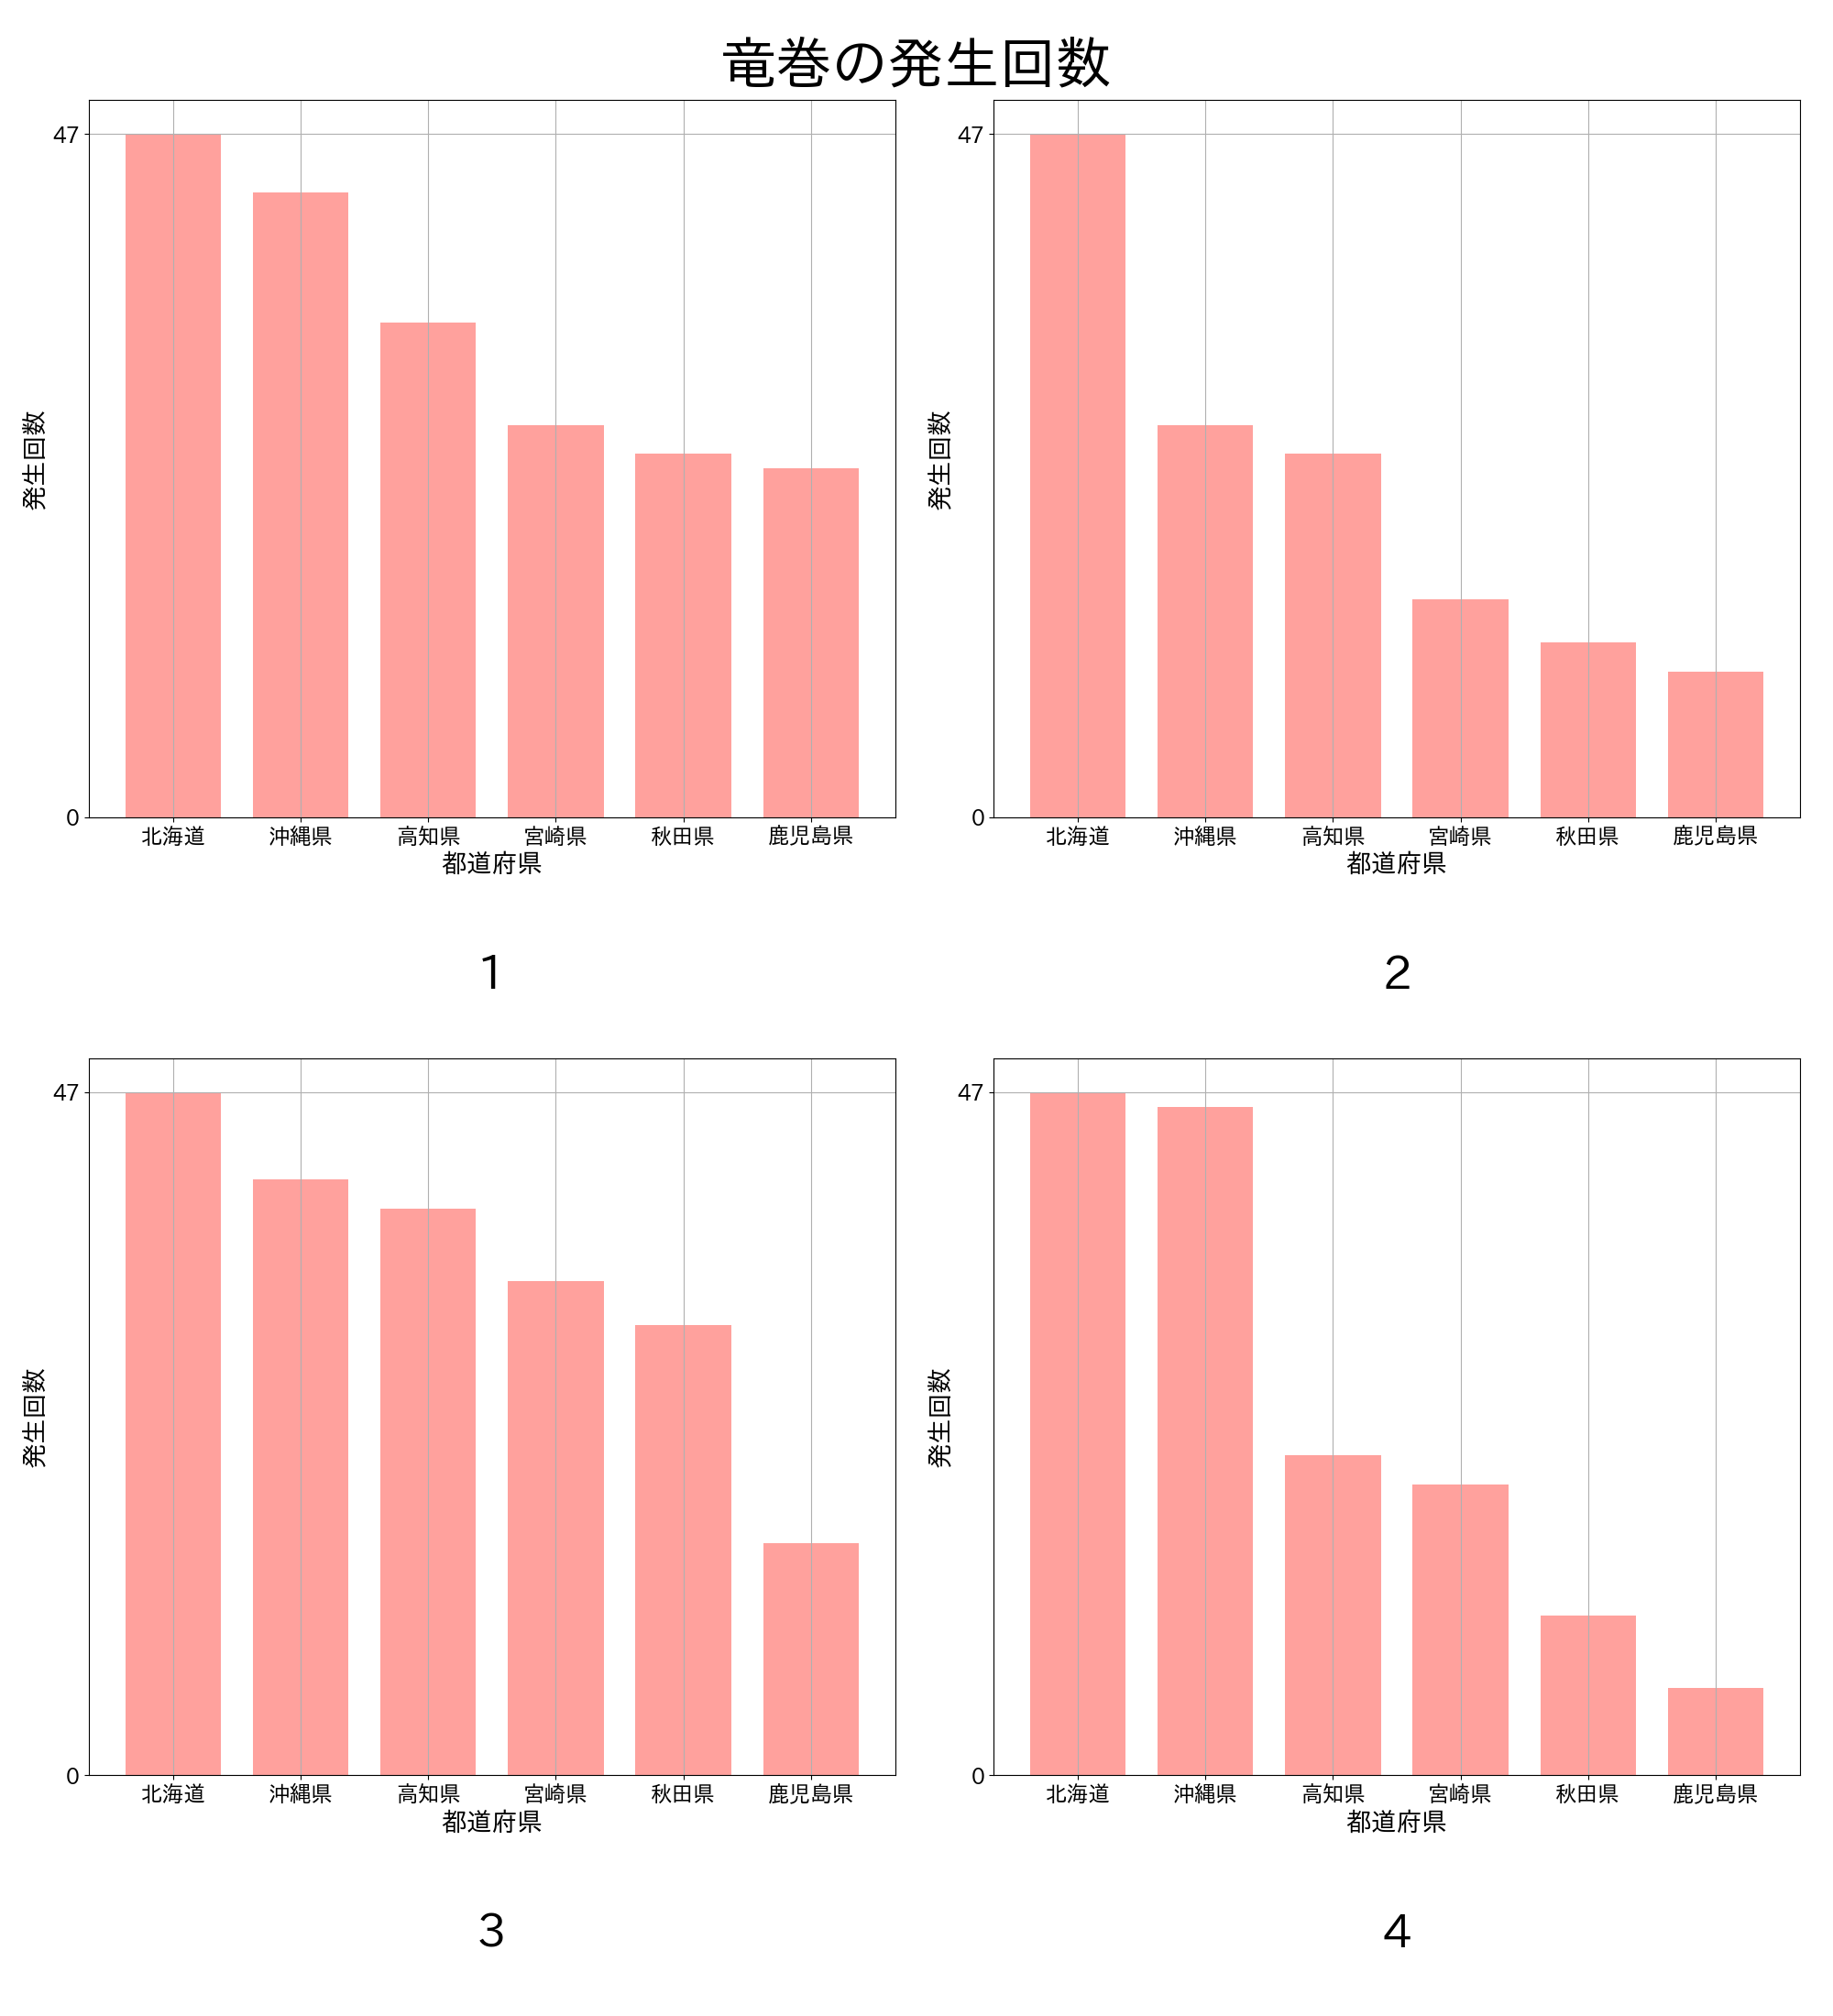 竜巻の発生回数
47
0
発生回数
北海道 沖縄県 高知県 宮崎県 秋田県 鹿児島県
都道府県
1
47
0
発生回数
北海道 沖縄県 高知県 宮崎県 秋田県 鹿児島県
都道府県
2
47
0
発生回数
北海道 沖縄県 高知県 宮崎県 秋田県 鹿児島県
都道府県
3
47
0
発生回数
北海道 沖縄県 高知県 宮崎県 秋田県 鹿児島県
都道府県
4